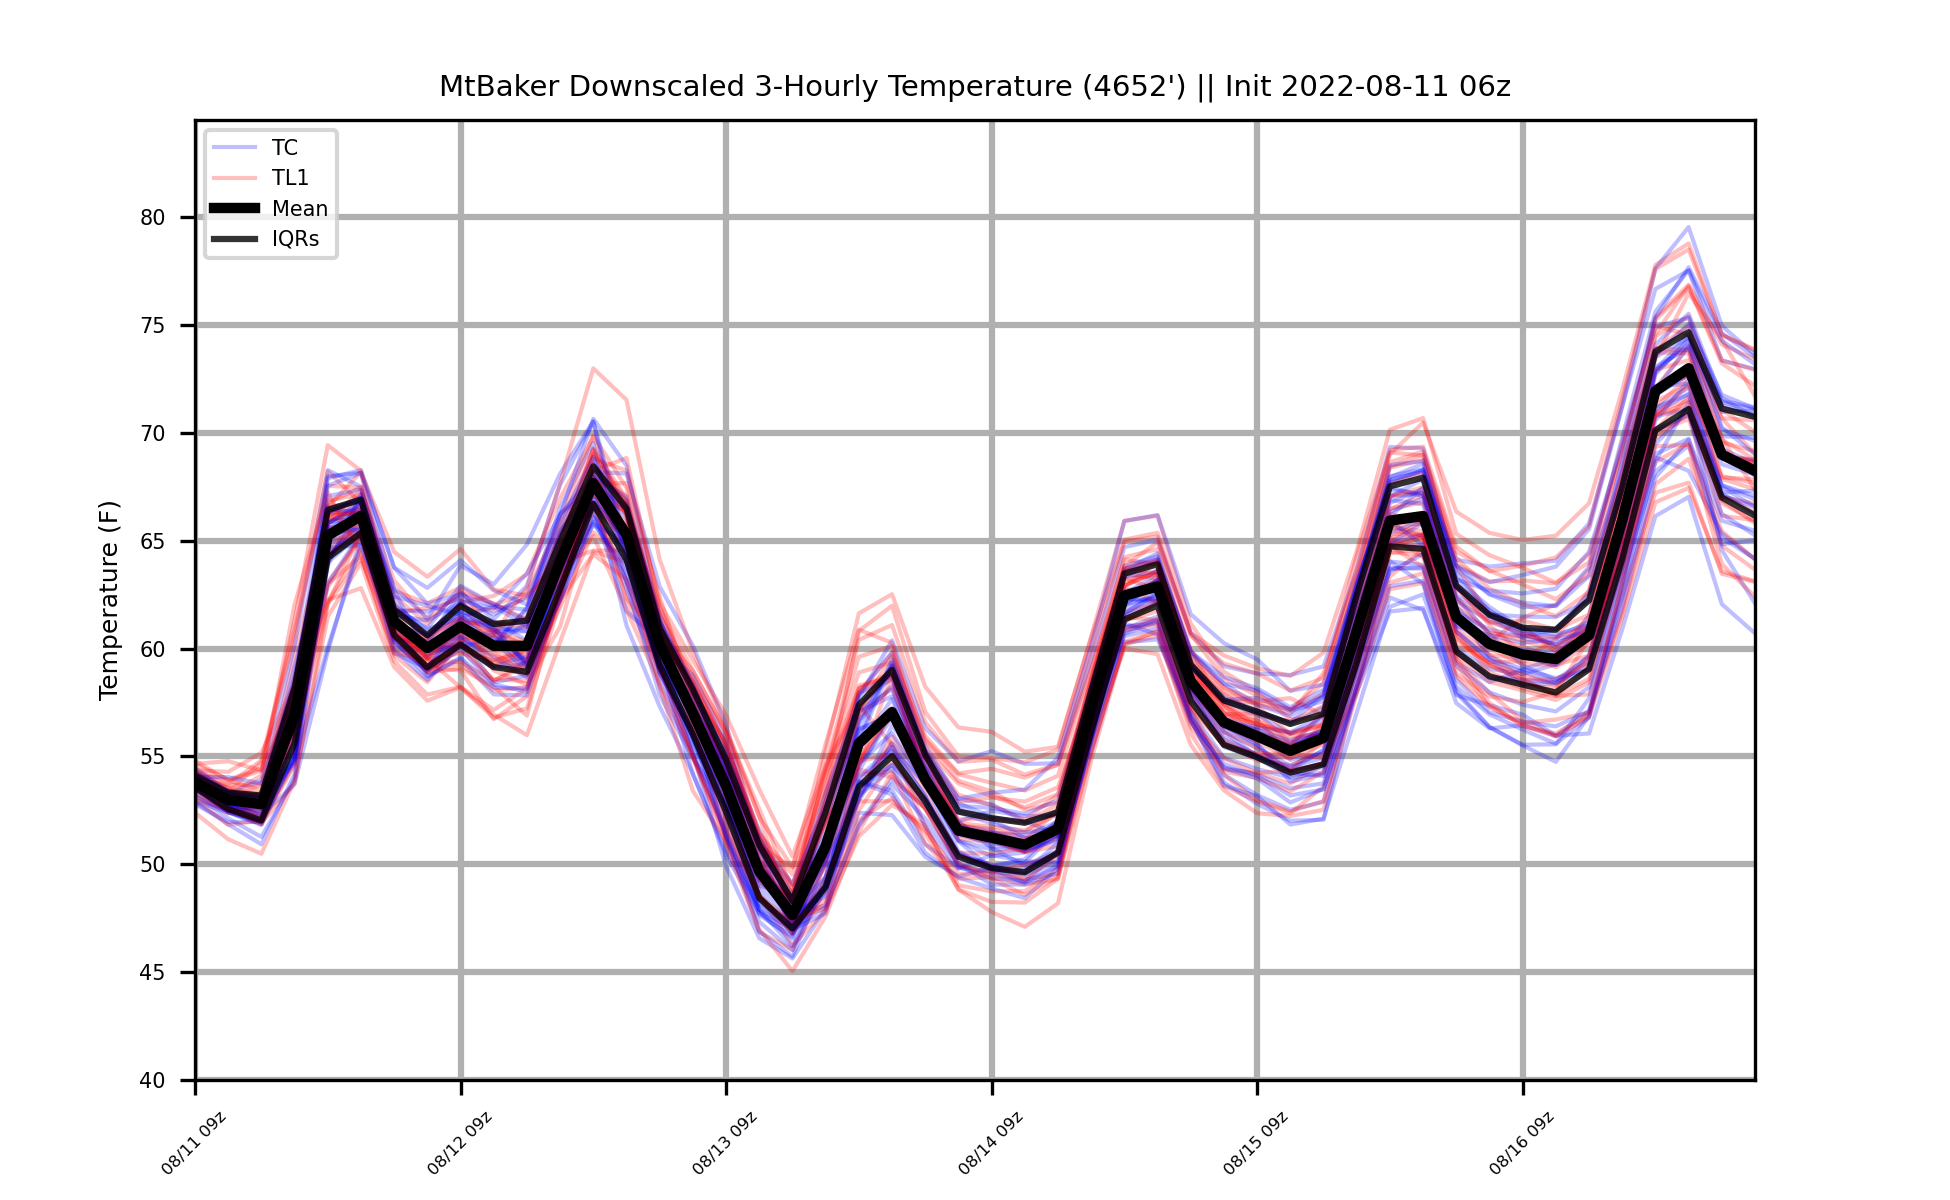 MtBaker Downscaled 3-Hourly Temperature (4652') || Init 2022-08-11 06z
TC
TL1
Mean
IQRs
Temperature (F)
80
75
70
65
60
55
50
45
40
08/11 09z
08/12 09z
08/13 09z
08/14 09z
08/15 09z
08/16 09z